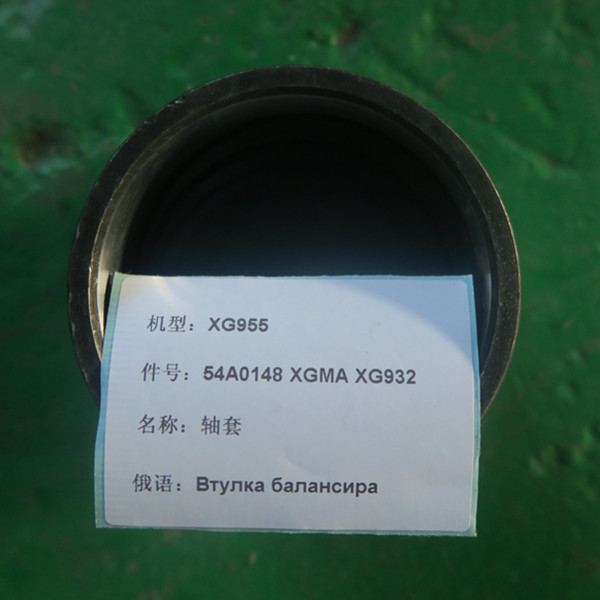 机型：XG955
件号：54A0148 XGMA XG932
名称：轴套
俄语：Втулка балансира